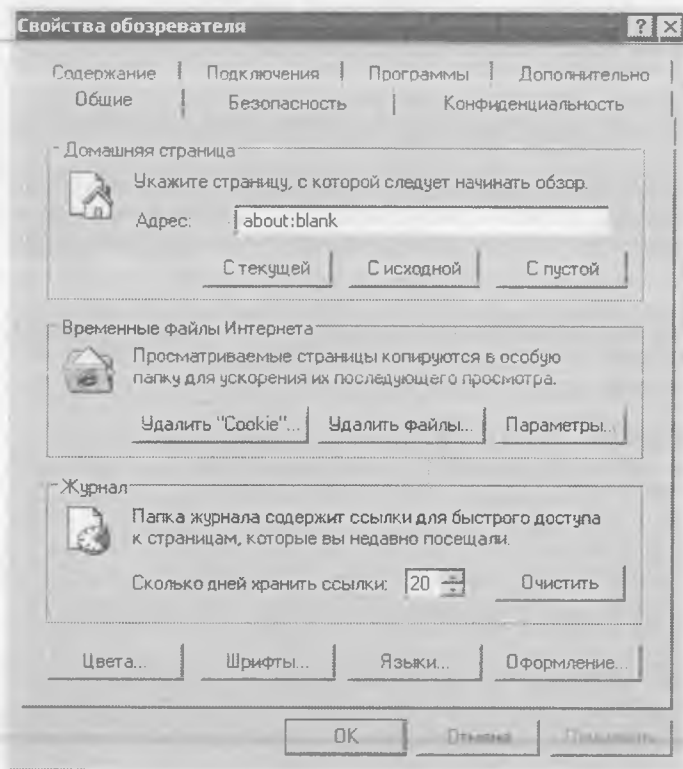 Свойства обозревателя
Содержание Подключения Программы Дополнительно
Общие Безопасность Конфиденциальность
Домашняя страница
Укажите страницу, с которой следует начинать обзор.
Адрес: about:blank
С текущей С исходной С пустой
Временные файлы Интернета
Просматриваемые страницы копируются в особую
папку для ускорения их последующего просмотра.
Удалить "Cookie"... Удалить файлы... Параметры...
Журнал
Папка журнала содержит ссылки для быстрого доступа
к страницам, которые вы недавно посещали.
Сколько дней хранить ссылки: 20 Очистить
Цвета... Шрифты... Языки... Оформление...
OK Отмена